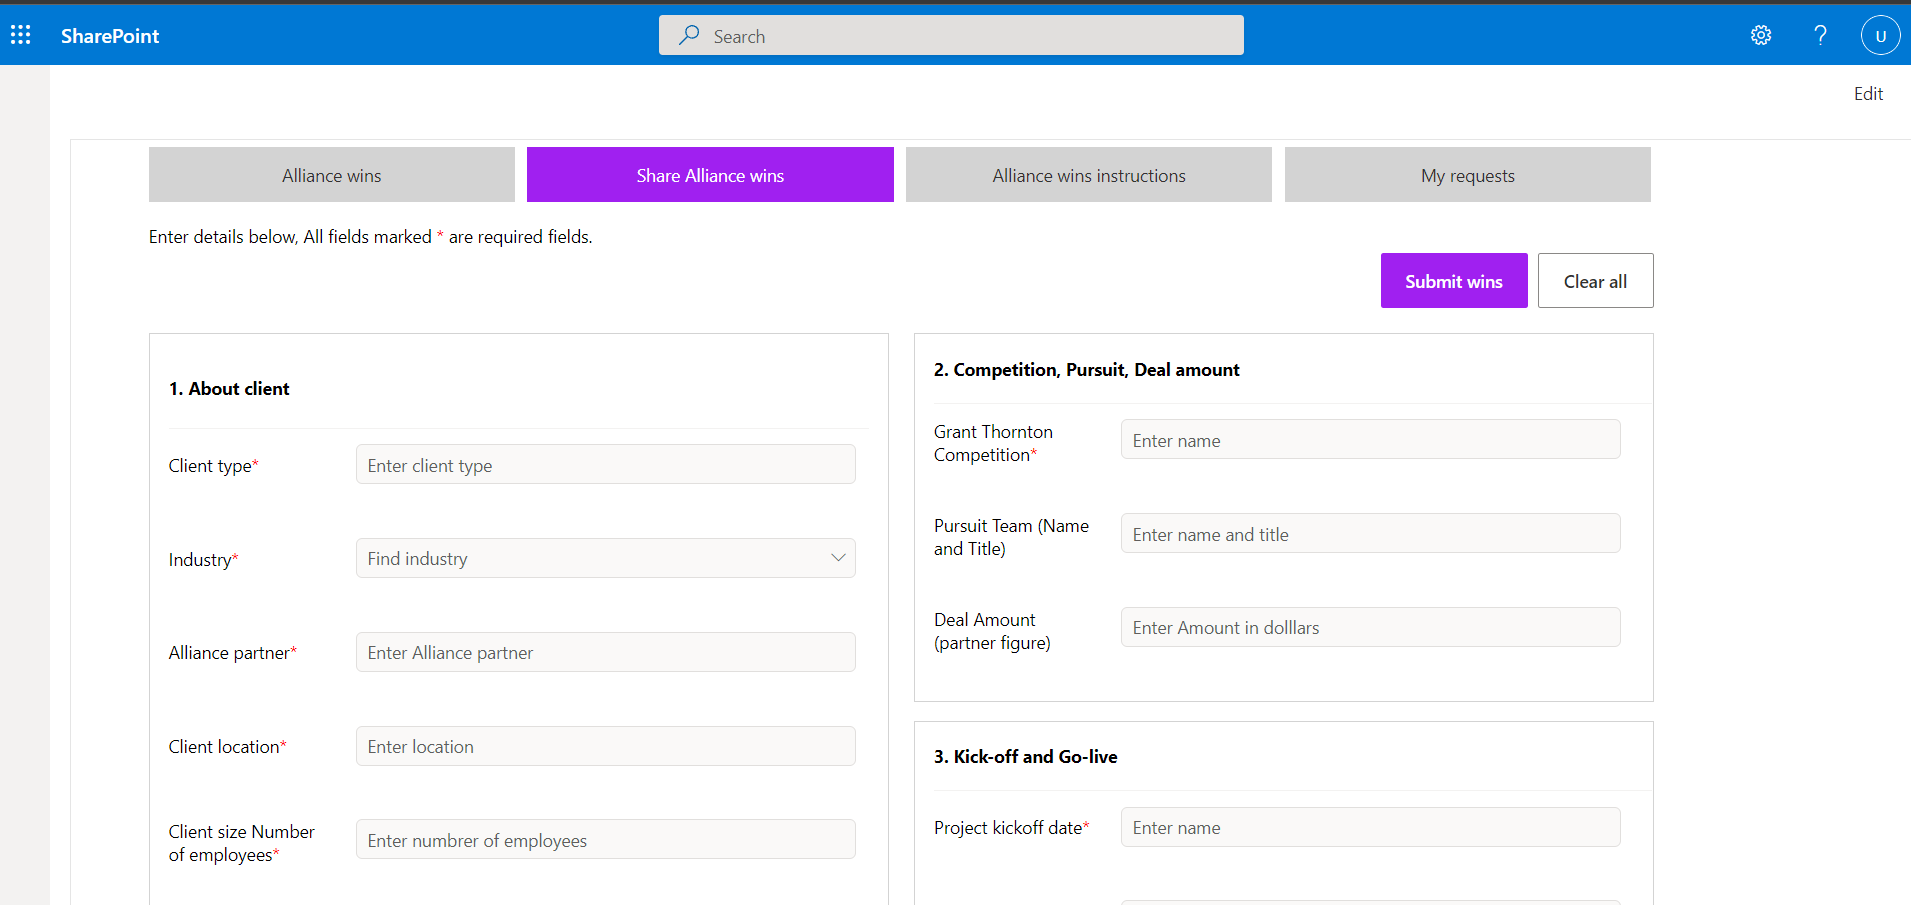 SharePoint
Search
?
U
Edit
Alliance wins
Share Alliance wins
Alliance wins instructions
My requests
Enter details below, All fields marked * are required fields.
Submit wins
Clear all
1. About client
Client type*
Enter client type
Industry*
Find industry
Alliance partner*
Enter Alliance partner
Client location*
Enter location
Client size Number
of employees*
Enter numbrer of employees
2. Competition, Pursuit, Deal amount
Grant Thornton
Competition*
Enter name
Pursuit Team (Name
and Title)
Enter name and title
Deal Amount
(partner figure)
Enter Amount in dolllars
3. Kick-off and Go-live
Project kickoff date*
Enter name